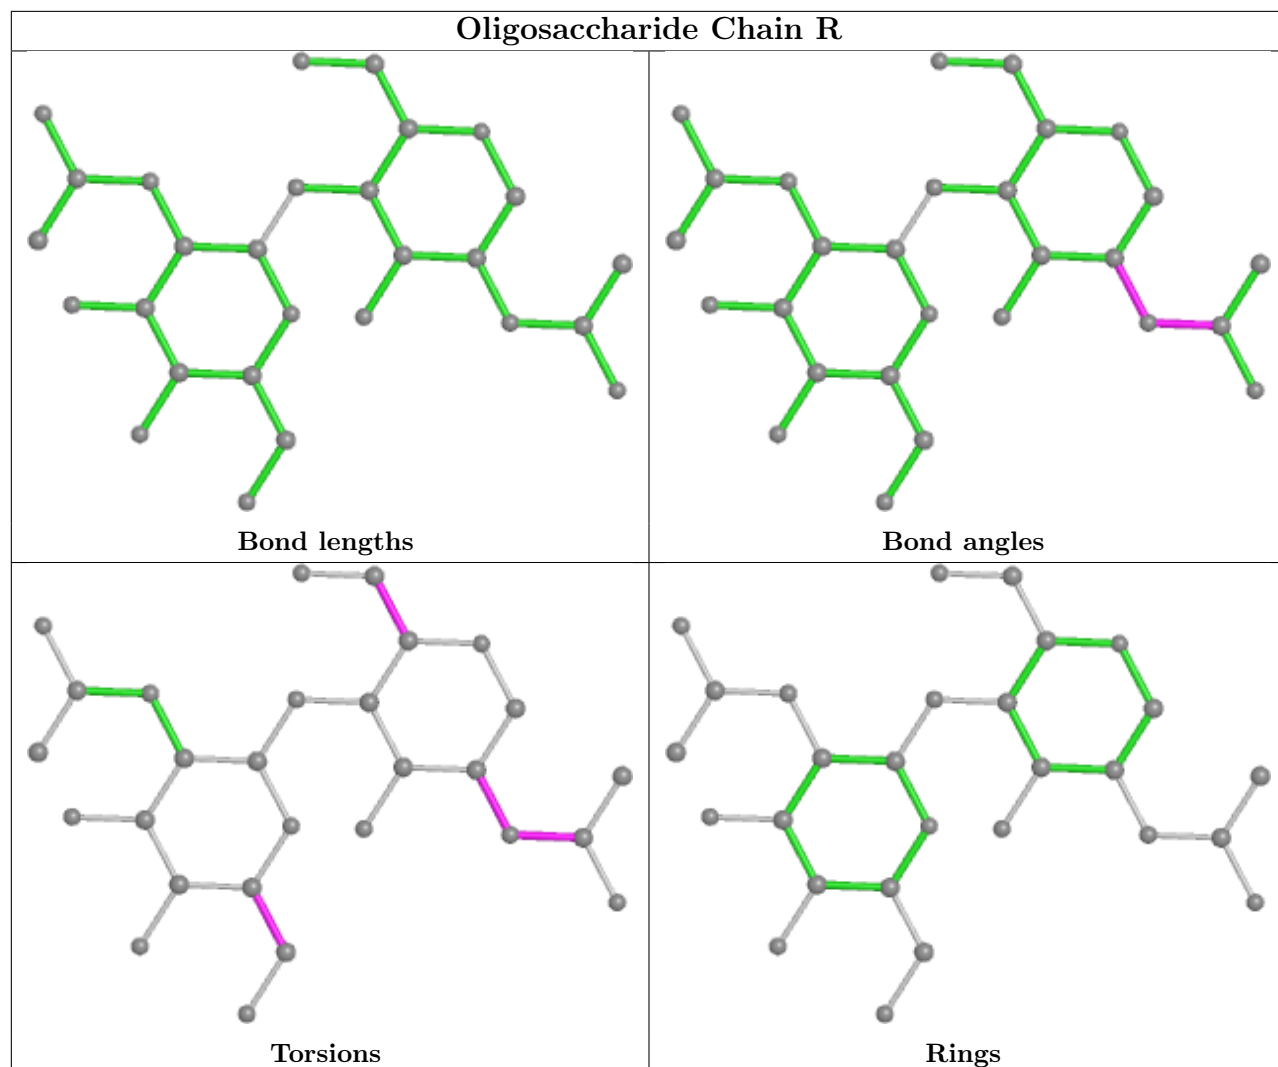 Oligosaccharide Chain R
Bond lengths
Bond angles
Torsions
Rings